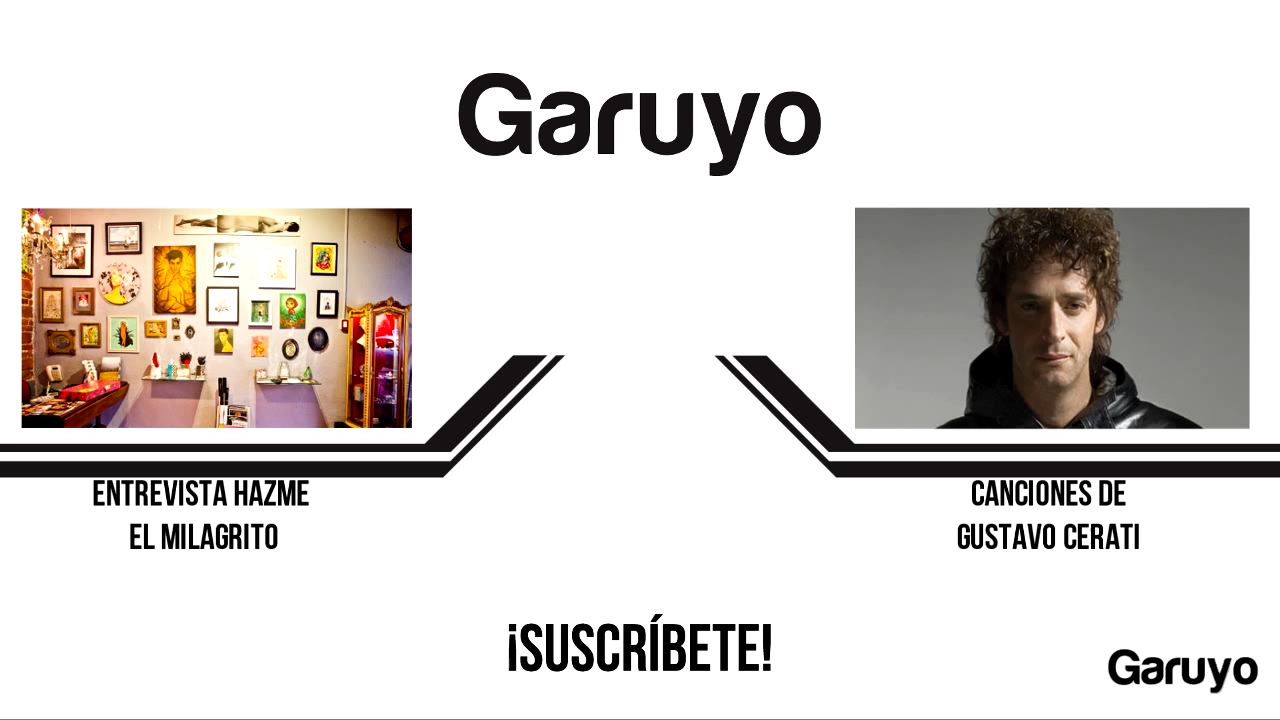 Garuyo
ENTREVISTA HAZME
EL MILAGRITO
CANCIONES DE
GUSTAVO CERATI
¡SUSCRÍBETE!
Garuyo